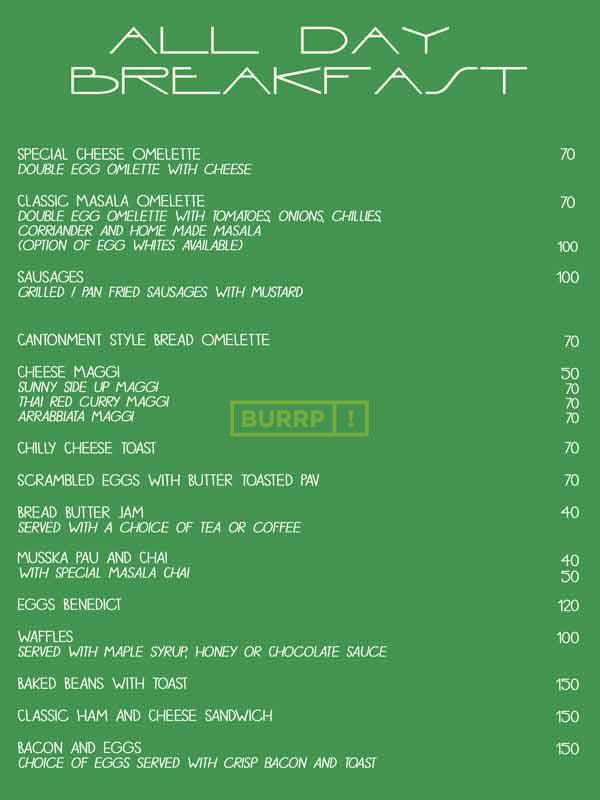 ALL DAY
BREAKFAST
SPECIAL CHEESE OMELETTE 70
DOUBLE EGG OMLETTE WITH CHEESE
CLASSIC MASALA OMELETTE 70
DOUBLE EGG OMELETTE WITH TOMATOES, ONIONS, CHILLIES,
CORRIANDER AND HOME MADE MASALA
(OPTION OF EGG WHITES AVAILABLE) 100
SAUSAGES 100
GRILLED / PAN FRIED SAUSAGES WITH MUSTARD
CANTONMENT STYLE BREAD OMELETTE 70
CHEESE MAGGI 50
SUNNY SIDE UP MAGGI 70
THAI RED CURRY MAGGI 70
ARRABBIATA MAGGI 70
BURRP !
CHILLY CHEESE TOAST 70
SCRAMBLED EGGS WITH BUTTER TOASTED PAV 70
BREAD BUTTER JAM 40
SERVED WITH A CHOICE OF TEA OR COFFEE
MUSSKA PAU AND CHAI 40
WITH SPECIAL MASALA CHAI 50
EGGS BENEDICT 120
WAFFLES 100
SERVED WITH MAPLE SYRUP, HONEY OR CHOCOLATE SAUCE
BAKED BEANS WITH TOAST 150
CLASSIC HAM AND CHEESE SANDWICH 150
BACON AND EGGS 150
CHOICE OF EGGS SERVED WITH CRISP BACON AND TOAST